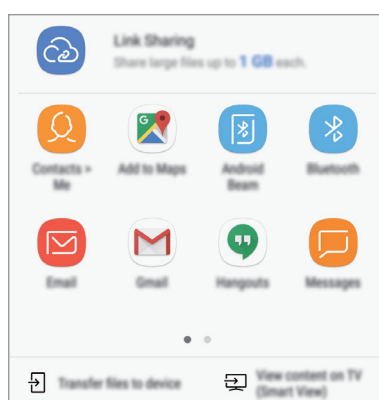 Link Sharing
Share large files up to 1 GB each.
Contacts >
Me
Add to Maps
Android
Beam
Bluetooth
Email
Gmail
Hangouts
Messages
Transfer files to device
View content on TV
(Smart View)